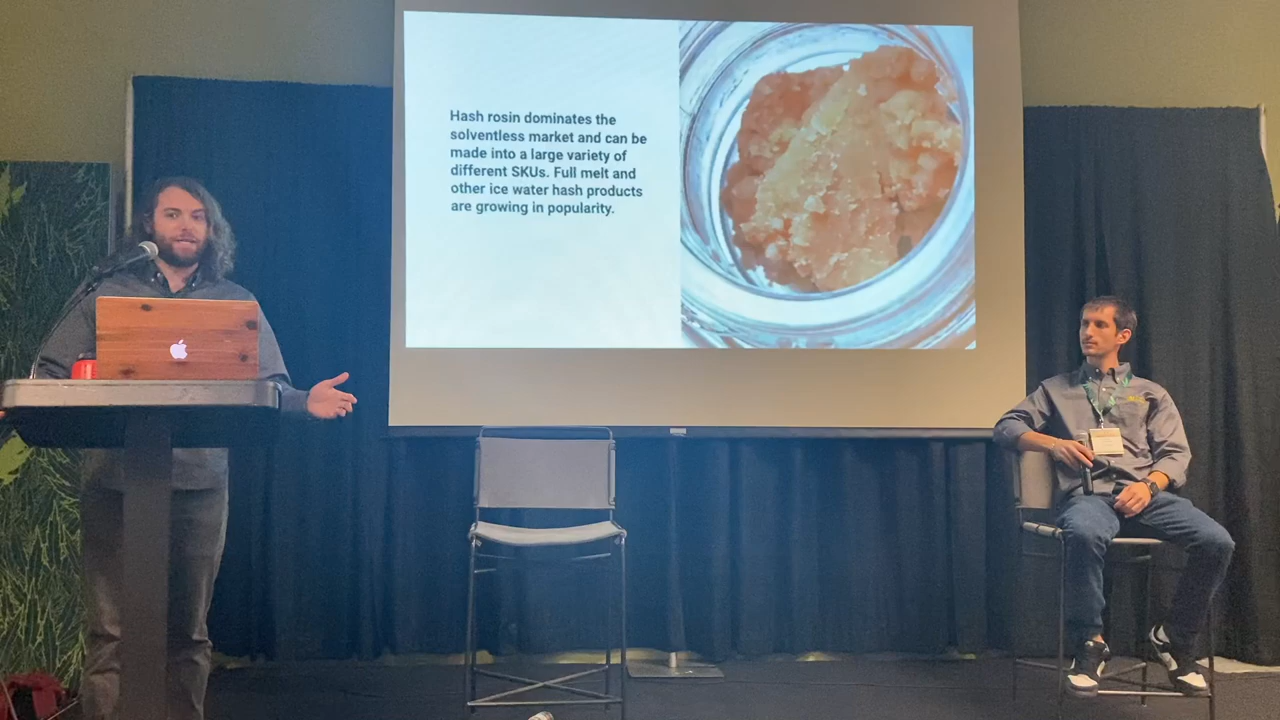 Hash rosin dominates the
solventless market and can be
made into a large variety of
different SKUs. Full melt and
other ice water hash products
are growing in popularity.